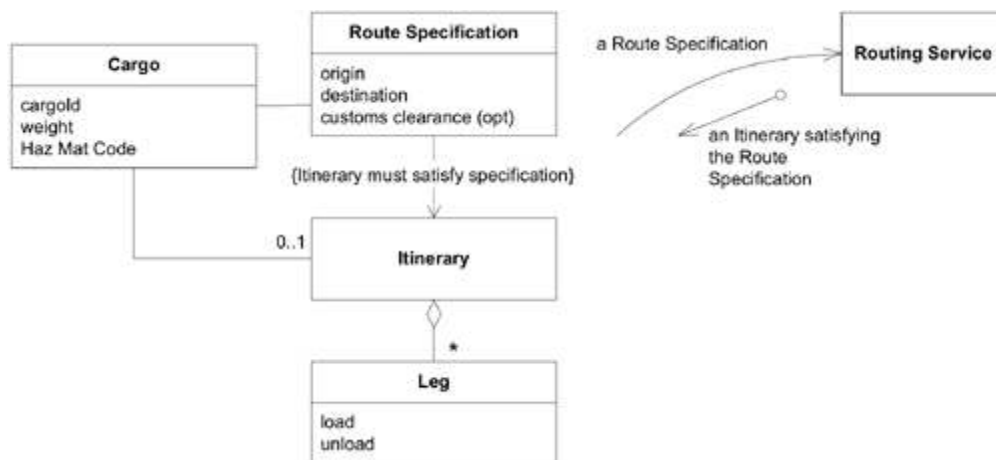 Cargo
cargoId
weight
Haz Mat Code
Route Specification
origin
destination
customs clearance (opt)
{Itinerary must satisfy specification}
0..1
Itinerary
*
Leg
load
unload
a Route Specification
Routing Service
an Itinerary satisfying
the Route
Specification